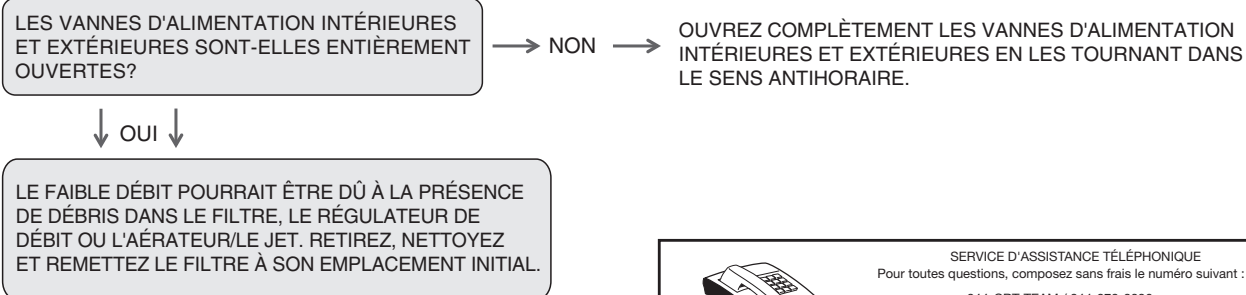 LES VANNES D'ALIMENTATION INTÉRIEURES
ET EXTÉRIEURES SONT-ELLES ENTIÈREMENT
OUVERTES?
NON
OUVREZ COMPLÈTEMENT LES VANNES D'ALIMENTATION
INTÉRIEURES ET EXTÉRIEURES EN LES TOURNANT DANS
LE SENS ANTIHORAIRE.
OUI
LE FAIBLE DÉBIT POURRAIT ÊTRE DÛ À LA PRÉSENCE
DE DÉBRIS DANS LE FILTRE, LE RÉGULATEUR DE
DÉBIT OU L'AÉRATEUR/LE JET. RETIREZ, NETTOYEZ
ET REMETTEZ LE FILTRE À SON EMPLACEMENT INITIAL.
SERVICE D'ASSISTANCE TÉLÉPHONIQUE
Pour toutes questions, composez sans frais le numéro suivant :